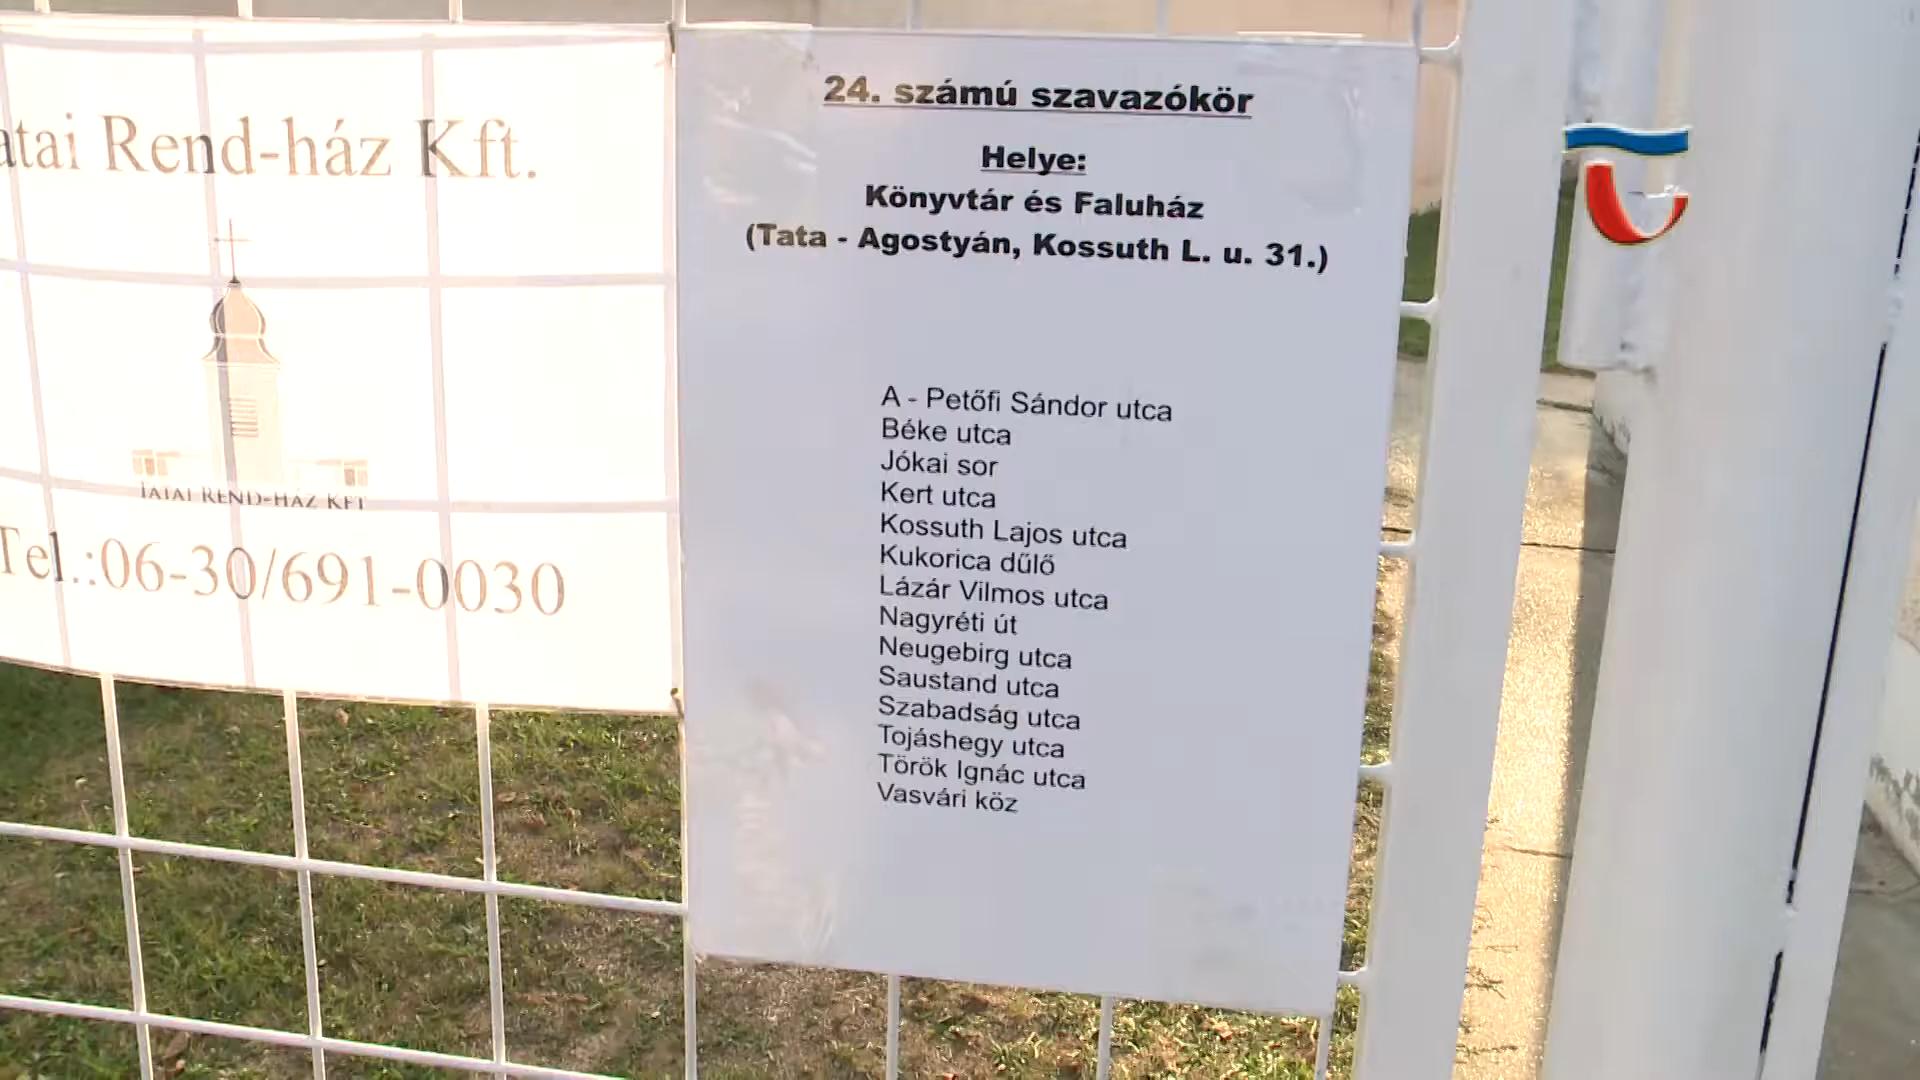 atai Rend-ház Kft.
TATAI REND-HÁZ KFT
Tel.:06-30/691-0030
24. számú szavazókör
Helye:
Könyvtár és Faluház
(Tata - Agostyán, Kossuth L. u. 31.)
A - Petőfi Sándor utca
Béke utca
Jókai sor
Kert utca
Kossuth Lajos utca
Kukorica dűlő
Lázár Vilmos utca
Nagyréti út
Neugebirg utca
Saustand utca
Szabadság utca
Tojáshegy utca
Török Ignác utca
Vasvári köz